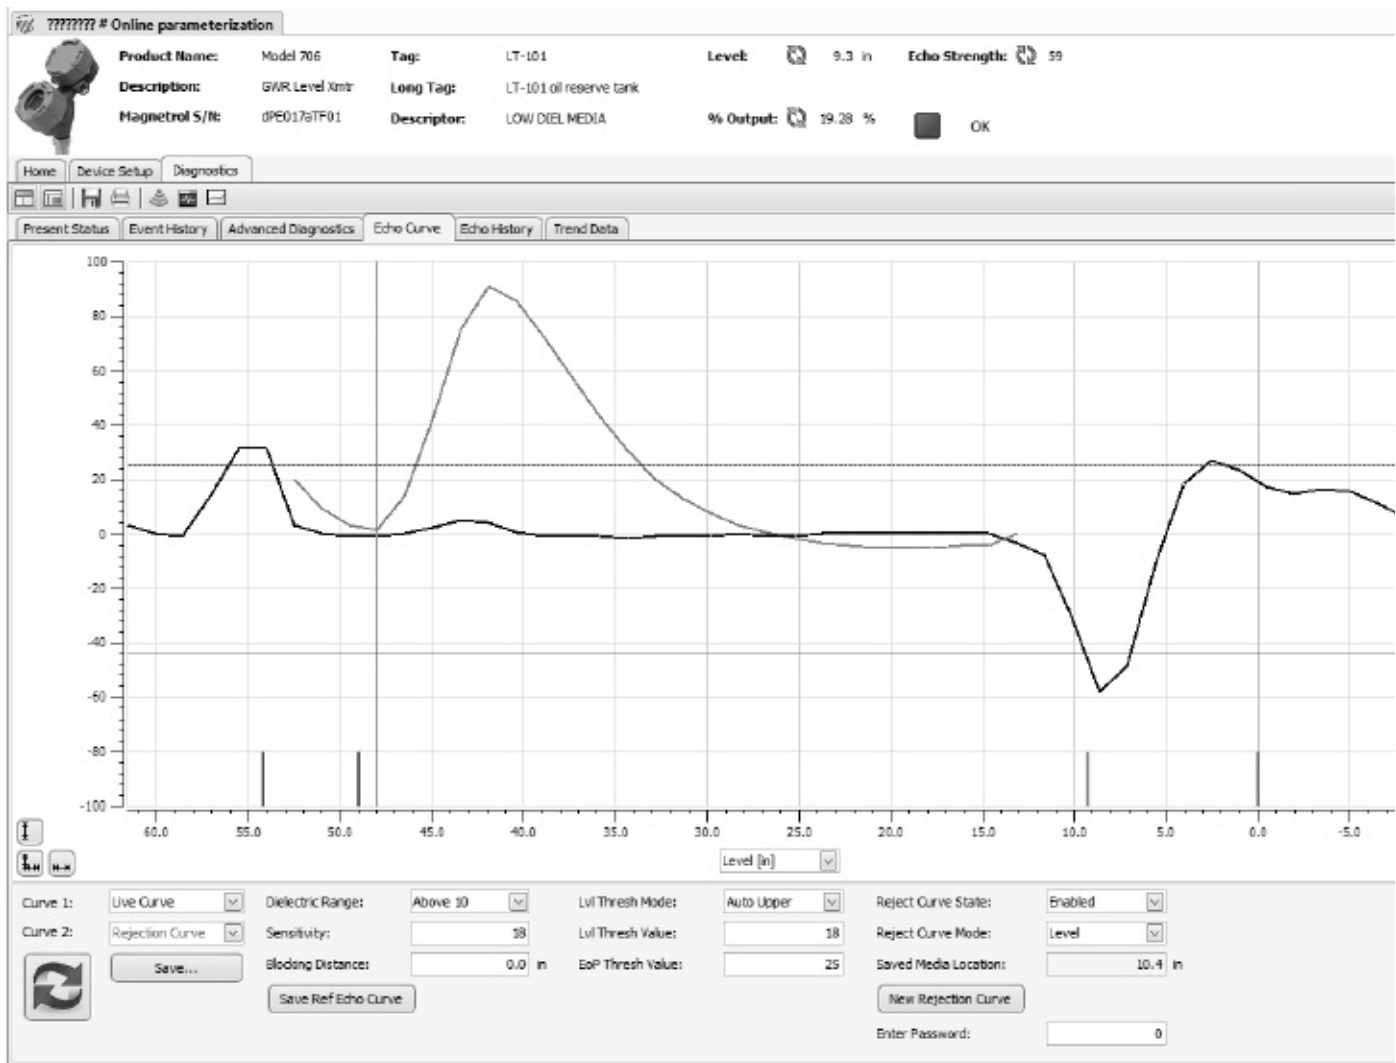 ???????? # Online parameterization
Product Name: Model 706 Tag: LT-101 Level: 9.3 in Echo Strength: 59
Description: GWR Level Xmtr Long Tag: LT-101 oil reserve tank
Magnetrol S/N: dPE017aTF01 Descriptor: LOW DIEL MEDIA % Output: 19.28 % OK
Home Device Setup Diagnostics
Present Status Event History Advanced Diagnostics Echo Curve Echo History Trend Data
100
80
60
40
20
0
-20
-40
-60
-80
-100
60.0 55.0 50.0 45.0 40.0 35.0 30.0 25.0 20.0 15.0 10.0 5.0 0.0 -5.0
Level [in]
Curve 1: Live Curve Dielectric Range: Above 10 Lvl Thresh Mode: Auto Upper Reject Curve State: Enabled
Curve 2: Rejection Curve Sensitivity: 18 Lvl Thresh Value: 18 Reject Curve Mode: Level
Save... Blocking Distance: 0.0 in EoP Thresh Value: 25 Saved Media Location: 10.4 in
Save Ref Echo Curve New Rejection Curve
Enter Password: 0